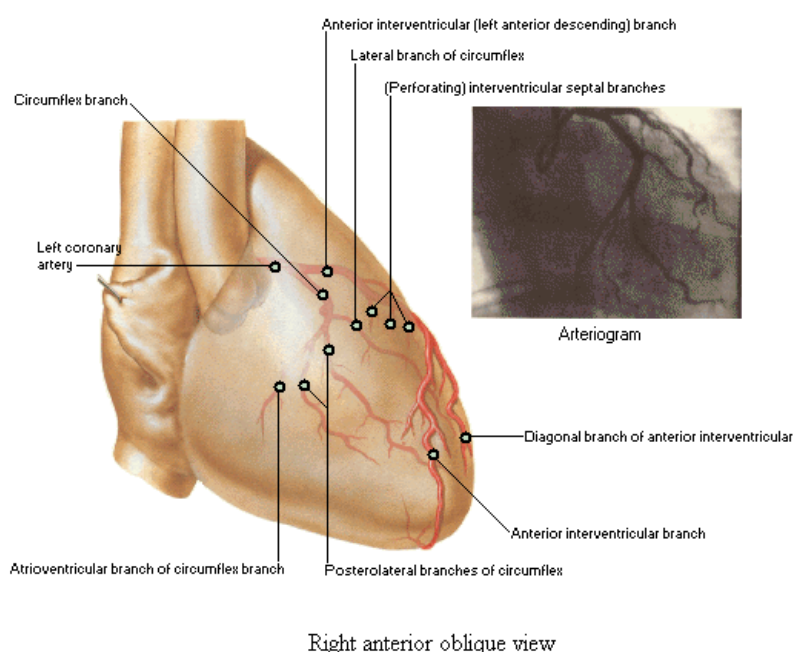 Anterior interventricular (left anterior descending) branch
Lateral branch of circumflex
(Perforating) interventricular septal branches
Circumflex branch
Left coronary
artery
Arteriogram
Diagonal branch of anterior interventricular
Anterior interventricular branch
Atrioventricular branch of circumflex branch
Posterolateral branches of circumflex
Right anterior oblique view